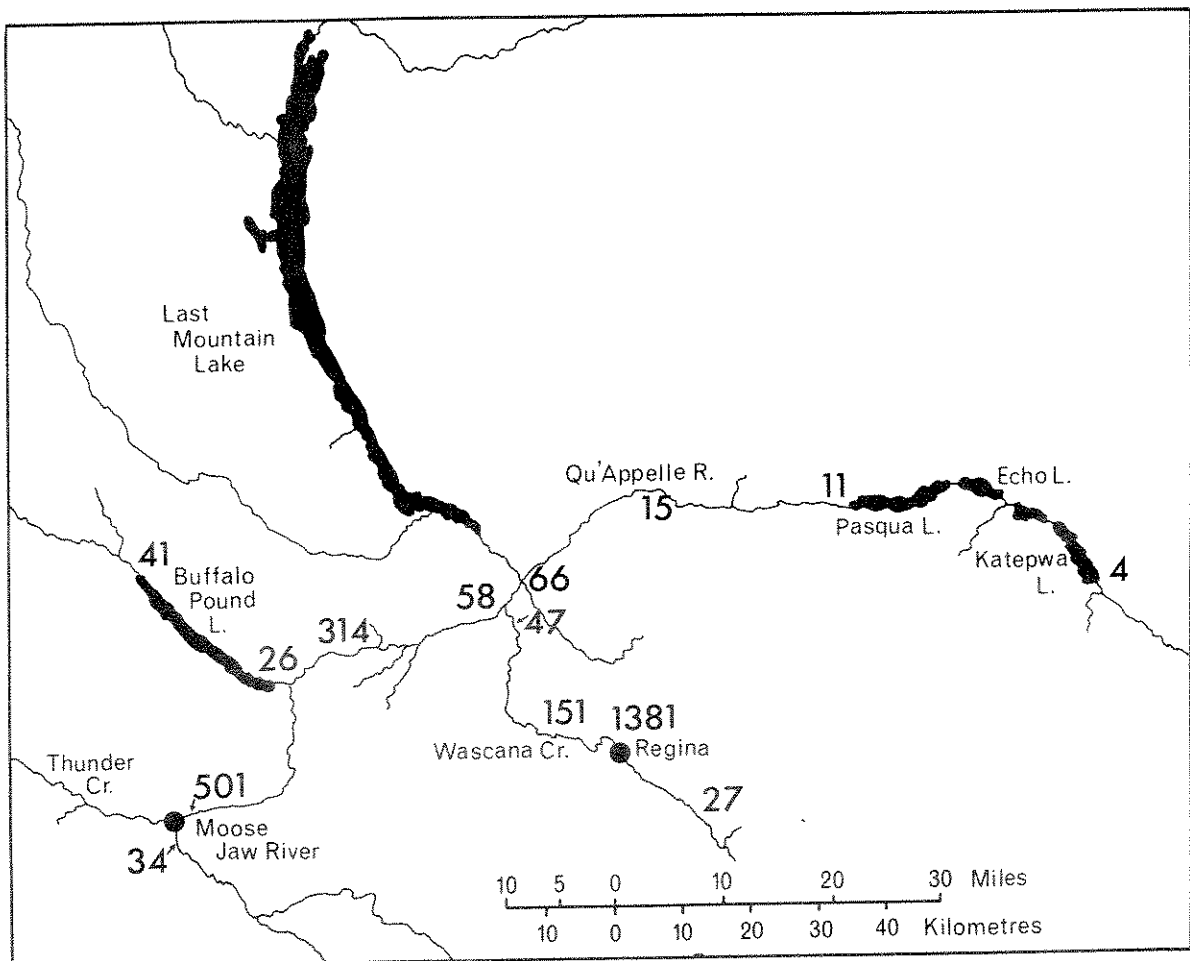 Last
Mountain
Lake
Qu'Appelle R.
11
Echo L.
15
Pasqua L.
41
Buffalo
Pound
L.
66
Katepwa
L.
4
58
47
314
26
151
1381
Wascana Cr.
Regina
Thunder
Cr.
501
27
Moose
Jaw River
34
10 5 0 10 20 30 Miles
10 0 10 20 30 40 Kilometres